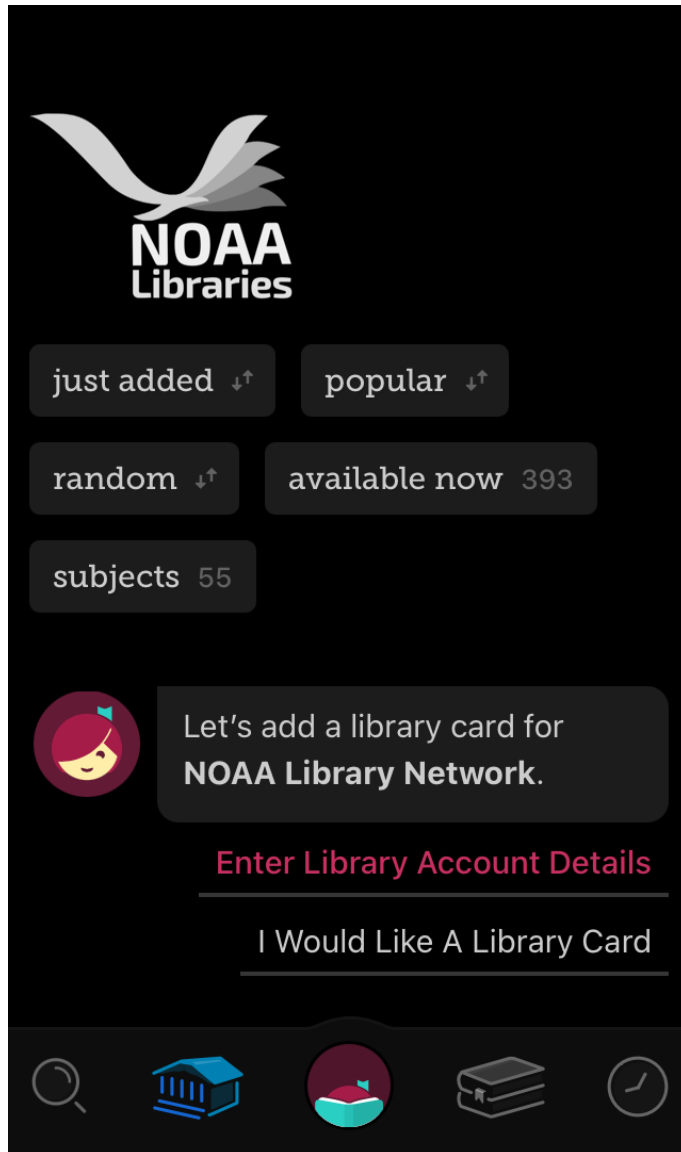 NOAA
Libraries
just added popular
random available now 393
subjects 55
Let's add a library card for
NOAA Library Network.
Enter Library Account Details
I Would Like A Library Card